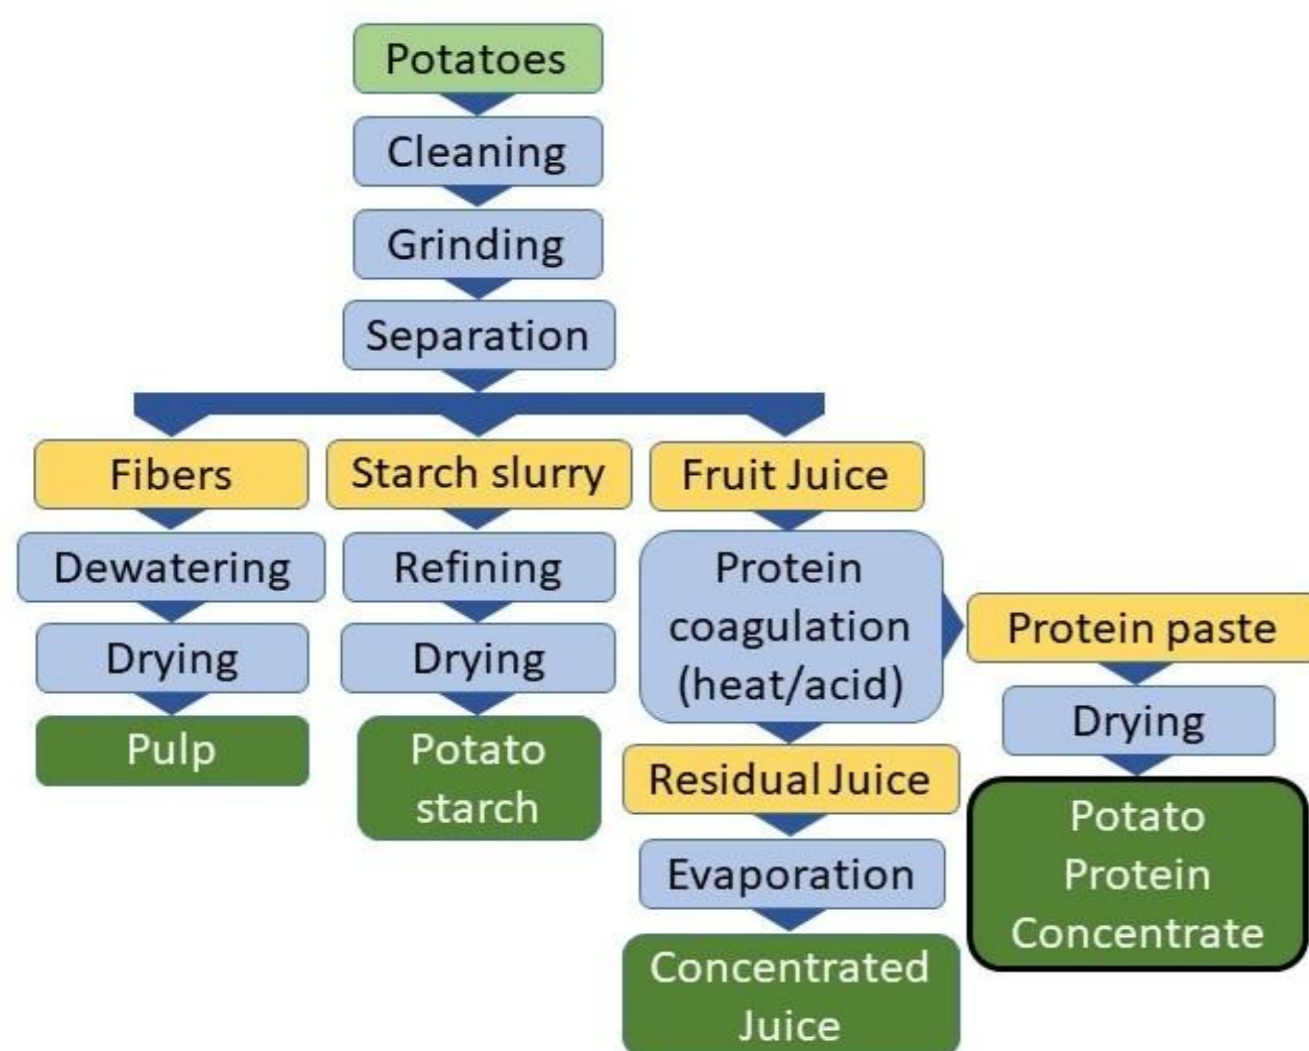 Potatoes
Cleaning
Grinding
Separation
Fibers
Dewatering
Drying
Pulp
Starch slurry
Refining
Drying
Potato
starch
Fruit Juice
Protein
coagulation
(heat/acid)
Residual Juice
Evaporation
Concentrated
Juice
Protein paste
Drying
Potato
Protein
Concentrate